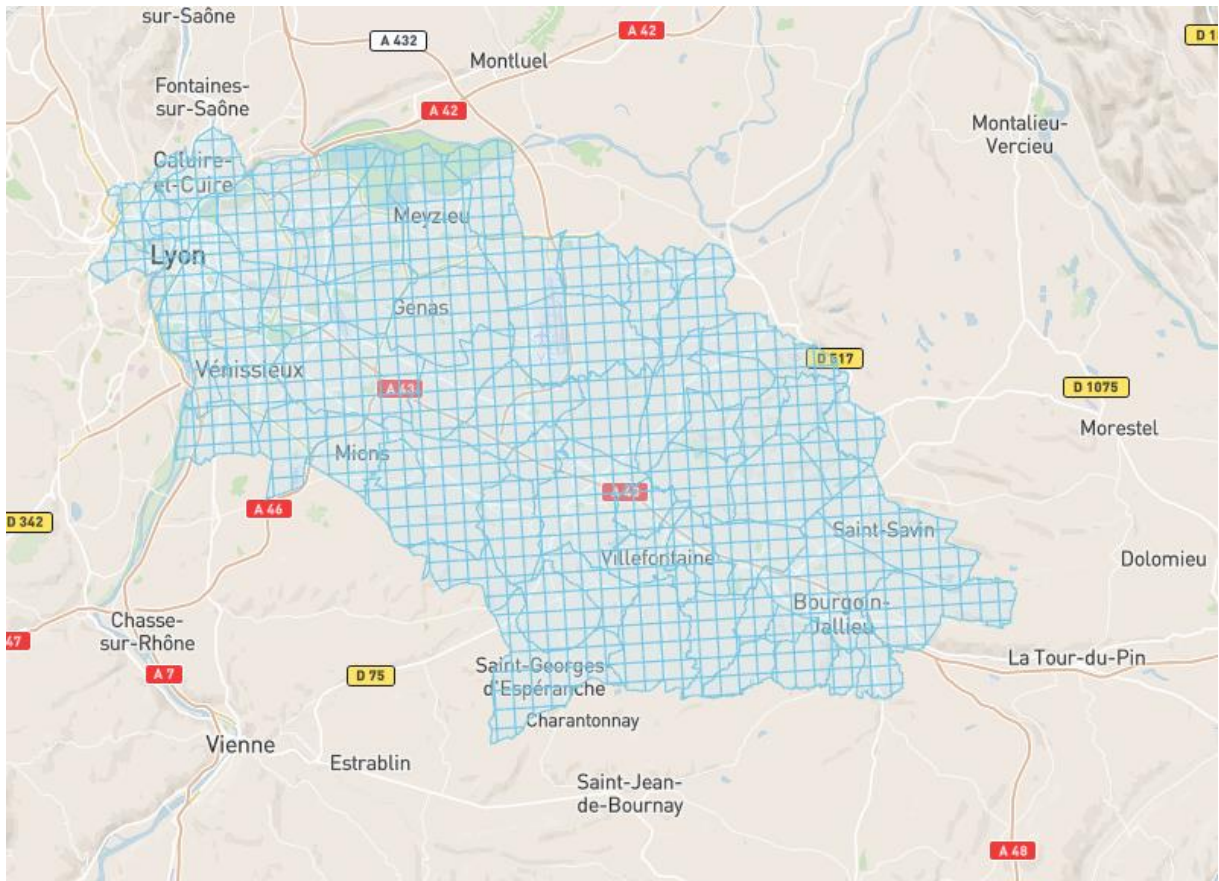 sur-Saône
A 432
A 42
D 1
Montluel
Fontaines-
sur-Saône
A 42
Montalieu-
Vercieu
Caluire-
et-Cuire
Meyzieu
Lyon
Genas
Vénissieux
D 517
A 43
D 1075
Morestel
Mions
A 43
A 46
D 342
Saint-Savin
Villefontaine
Dolomieu
Bourgoin-
Jallieu
Chasse-
sur-Rhône
47
La Tour-du-Pin
Saint-Georges-
d'Espéranche
A 7
D 75
Charantonnay
Vienne
Estrablin
Saint-Jean-
de-Bournay
A 48